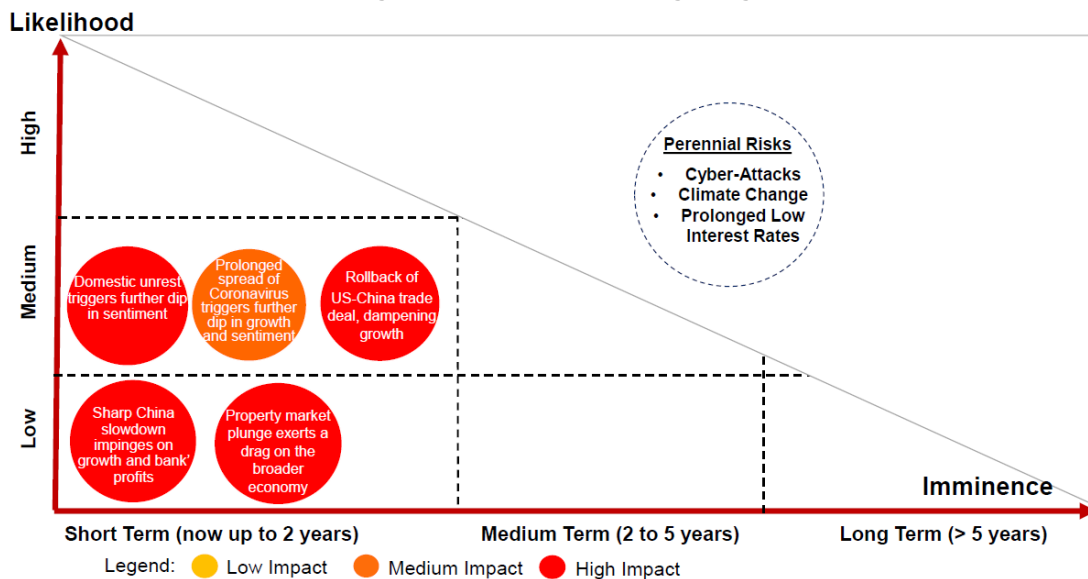 Likelihood
High
Medium
Low
Perennial Risks
• Cyber-Attacks
• Climate Change
• Prolonged Low
Interest Rates
Domestic unrest
triggers further dip
in sentiment
Prolonged
spread of
Coronavirus
triggers further
dip in growth
and sentiment
Rollback of
US-China trade
deal, dampening
growth
Sharp China
slowdown
impinges on
growth and bank'
profits
Property market
plunge exerts a
drag on the
broader
economy
Imminence
Short Term (now up to 2 years)
Medium Term (2 to 5 years)
Long Term (> 5 years)
Legend: Low Impact Medium Impact High Impact